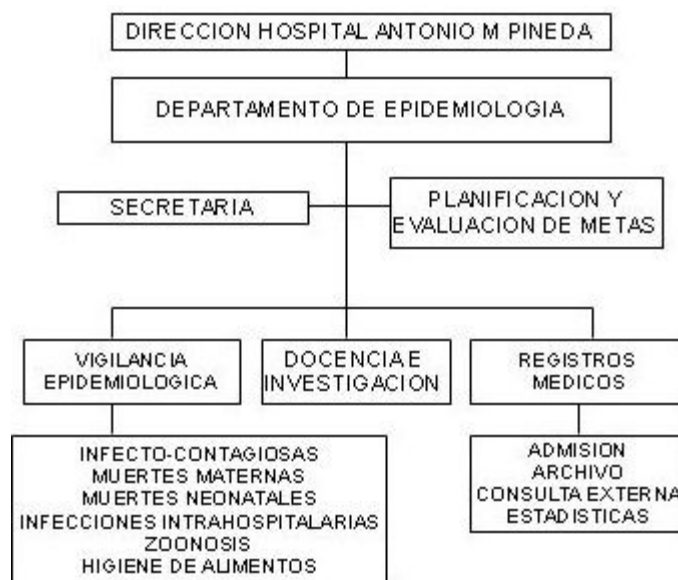 DIRECCION HOSPITAL ANTONIO M PINEDA
DEPARTAMENTO DE EPIDEMIOLOGIA
SECRETARIA
PLANIFICACION Y
EVALUACION DE METAS
VIGILANCIA
EPIDEMIOLOGICA
DOCENCIA E
INVESTIGACION
REGISTROS
MEDICOS
INFECTO-CONTAGIOSAS
MUERTES MATERNAS
MUERTES NEONATALES
INFECCIONES INTRAHOSPITALARIAS
ZOONOSIS
HIGIENE DE ALIMENTOS
ADMISION
ARCHIVO
CONSULTA EXTERNA
ESTADISTICAS